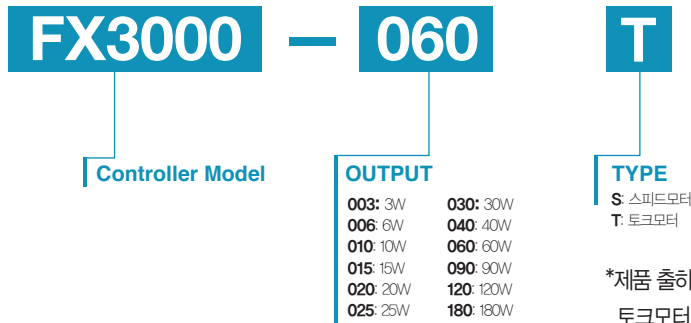 FX3000 - 060 T
Controller Model
OUTPUT
003: 3W 030: 30W
006: 6W 040: 40W
010: 10W 060: 60W
015: 15W 090: 90W
020: 20W 120: 120W
025: 25W 180: 180W
TYPE
S: 스피드모터
T: 토크모터
*제품 출하
토크모터